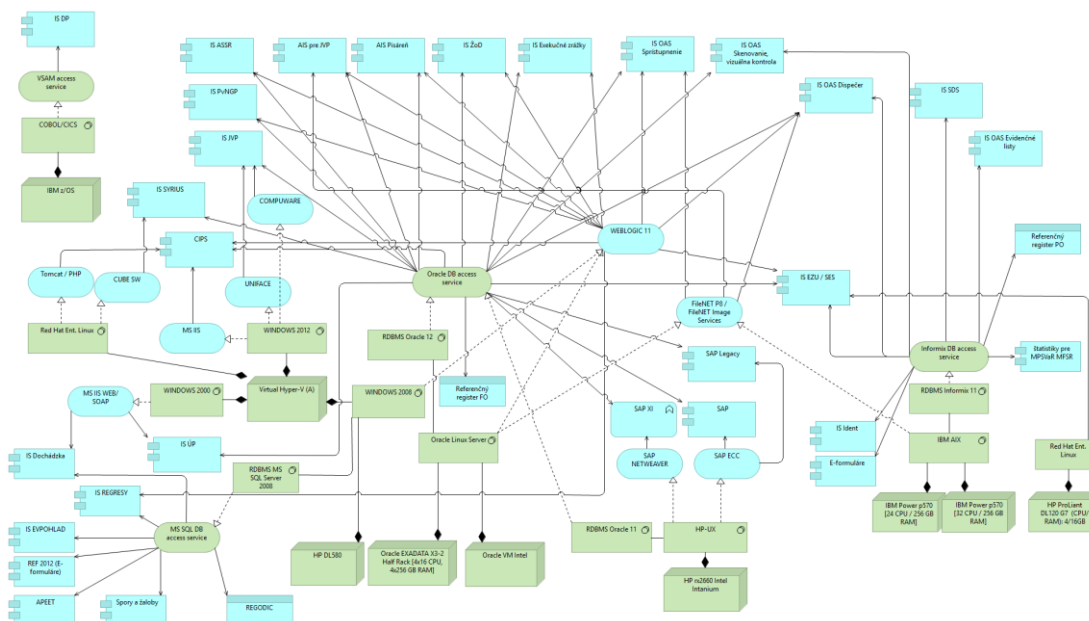 IS DP
VSAM access
service
COBOL/CICS
IBM z/OS
IS ASSR
AIS pre JVP
AIS Pisáreň
IS ŽoD
IS Exekučné zrážky
IS OAS
Sprístupnenie
IS OAS
Skenovanie,
vizuálna kontrola
IS PvNGP
IS OAS Dispečer
IS SDS
IS JVP
IS OAS Evidenčné
listy
IS SYRIUS
COMPUWARE
CIPS
WEBLOGIC 11
Referenčný
register PO
Tomcat / PHP
CUBE SW
UNIFACE
Oracle DB access
service
IS EZU / SES
FileNET P8 /
FileNET Image
Services
Red Hat Ent. Linux
MS IIS
WINDOWS 2012
RDBMS Oracle 12
SAP Legacy
Informix DB access
service
Štatistiky pre
MPSVaR MFSR
MS IIS WEB/
SOAP
WINDOWS 2000
Virtual Hyper-V (A)
WINDOWS 2008
Referenčný
register FO
RDBMS Informix 11
SAP XI
SAP
IS Dochádzka
IS ÚP
Oracle Linux Server
IS Ident
IBM AIX
Red Hat Ent.
Linux
RDBMS MS
SQL Server
2008
SAP
NETWEAVER
SAP ECC
E-formuláre
IS REGRESY
IBM Power p570
[24 CPU / 256 GB
RAM]
IBM Power p570
[32 CPU / 256 GB
RAM]
HP ProLiant
DL120 G7 (CPU/
RAM): 4/16GB
IS EVPOHLAD
MS SQL DB
access service
RDBMS Oracle 11
HP-UX
REF 2012 (E-
formuláre)
HP DL580
Oracle EXADATA X3-2
Half Rack [4x16 CPU,
4x256 GB RAM]
Oracle VM Intel
HP rx2660 Intel
Intanium
APEET
Spory a žaloby
REGODIC